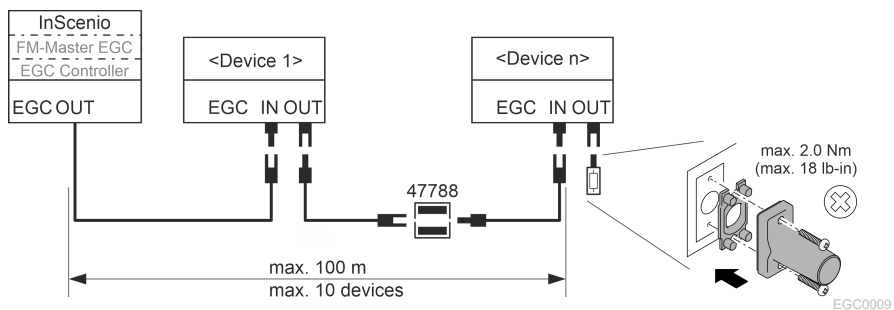 InScenio
FM-Master EGC
EGC Controller
EGC OUT
<Device 1>
EGC IN OUT
<Device n>
EGC IN OUT
47788
max. 100 m
max. 10 devices
max. 2.0 Nm
(max. 18 lb-in)
EGC0009